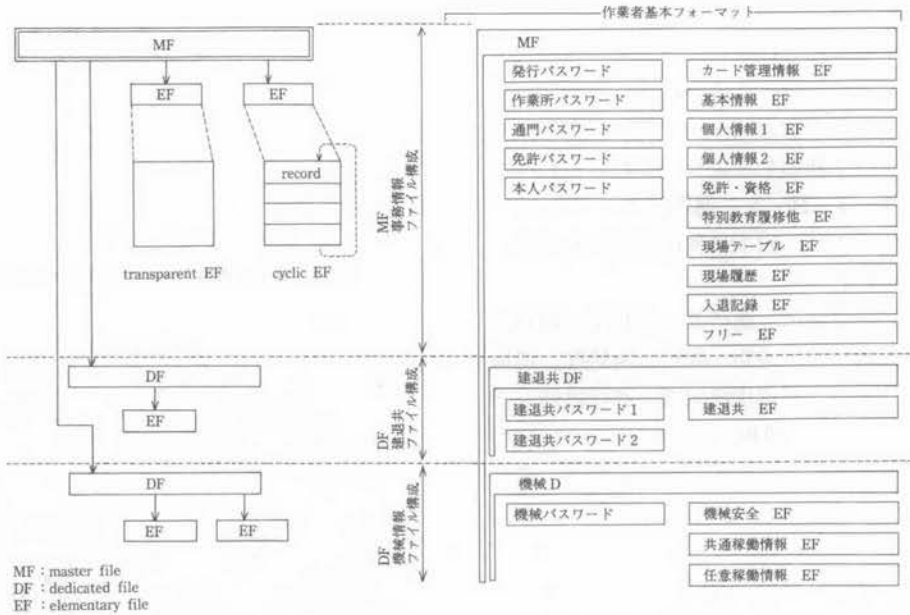 作業者基本フォーマット
MF
EF
EF
record
transparent EF
cyclic EF
DF
EF
DF
EF
EF
MF：master file
DF：dedicated file
EF：elementary file
MF
事務情報
ファイル構成
DF
建退共
ファイル構成
DF
機械情報
ファイル構成
MF
発行パスワード
カード管理情報 EF
作業所パスワード
基本情報 EF
通門パスワード
個人情報1 EF
免許パスワード
個人情報2 EF
本人パスワード
免許・資格 EF
特別教育履修他 EF
現場テーブル EF
現場履歴 EF
入退記録 EF
フリー EF
建退共 DF
建退共パスワード1
建退共 EF
建退共パスワード2
機械 D
機械パスワード
機械安全 EF
共通稼働情報 EF
任意稼働情報 EF